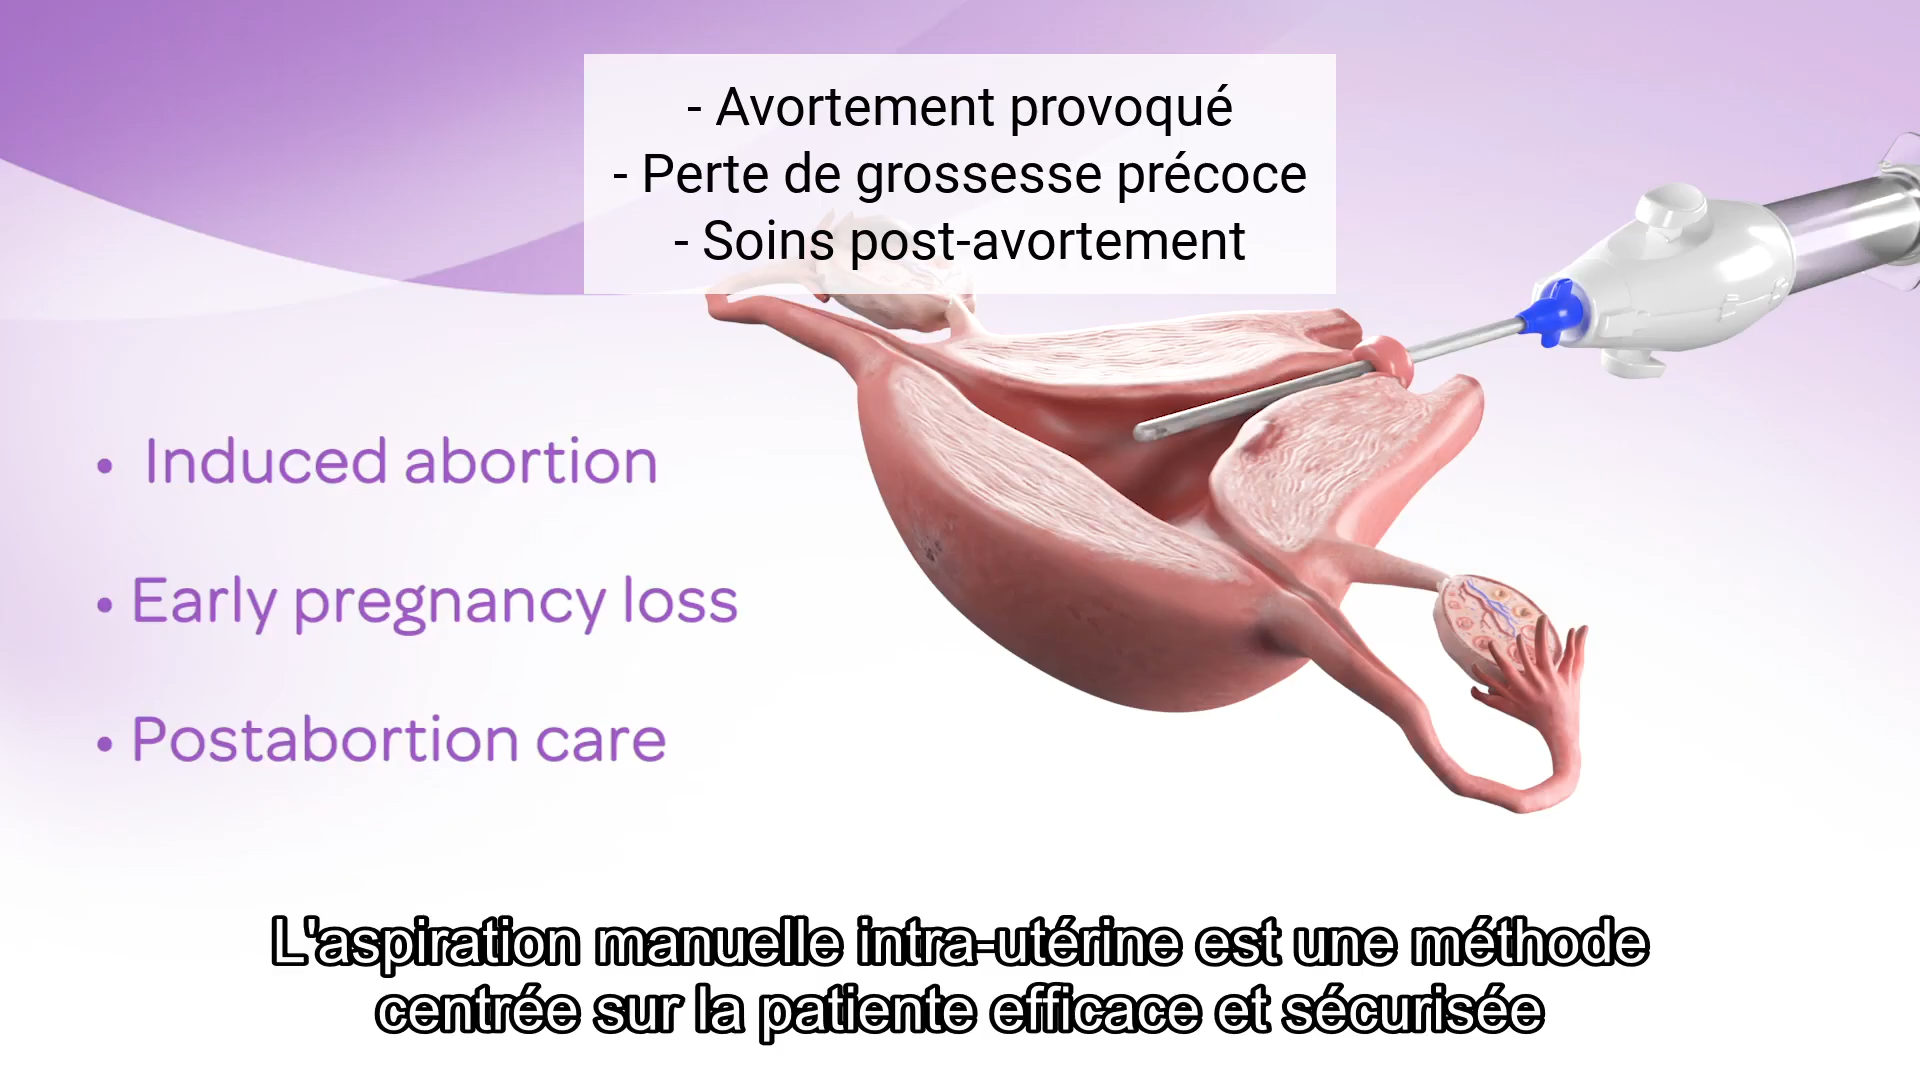 - Avortement provoqué
- Perte de grossesse précoce
- Soins post-avortement
• Induced abortion
• Early pregnancy loss
• Postabortion care
L'aspiration manuelle intra-utérine est une méthode
centrée sur la patiente efficace et sécurisée